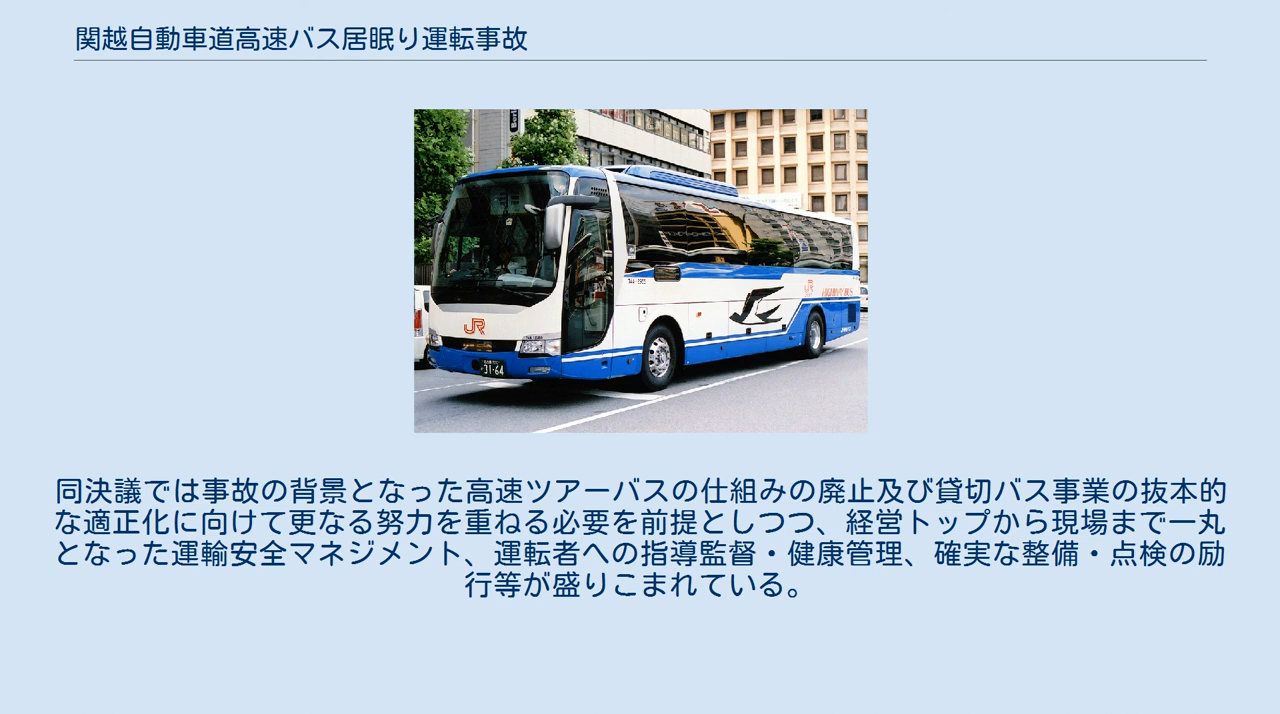 関越自動車道高速バス居眠り運転事故
JR
31-64
JR
同決議では事故の背景となった高速ツアーバスの仕組みの廃止及び貸切バス事業の抜本的
な適正化に向けて更なる努力を重ねる必要を前提としつつ、経営トップから現場まで一丸
となった運輸安全マネジメント、運転者への指導監督・健康管理、確実な整備・点検の励
行等が盛りこまれている。